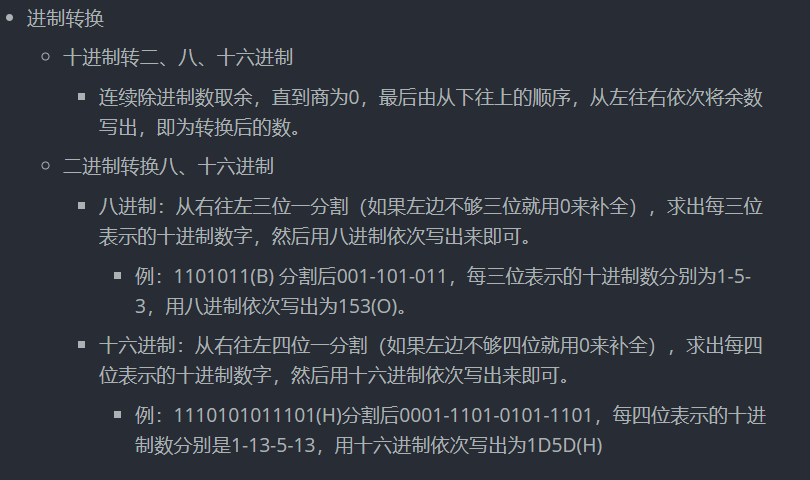 进制转换
十进制转二、八、十六进制
连续除进制数取余，直到商为0，最后由从下往上的顺序，从左往右依次将余数
写出，即为转换后的数。
二进制转换八、十六进制
八进制：从右往左三位一分割（如果左边不够三位就用0来补全），求出每三位
表示的十进制数字，然后用八进制依次写出来即可。
例：1101011(B) 分割后001-101-011，每三位表示的十进制数分别为1-5-
3，用八进制依次写出为153(O)。
十六进制：从右往左四位一分割（如果左边不够四位就用0来补全），求出每四
位表示的十进制数字，然后用十六进制依次写出来即可。
例：1110101011101(H)分割后0001-1101-0101-1101，每四位表示的十进
制数分别是1-13-5-13，用十六进制依次写出为1D5D(H)